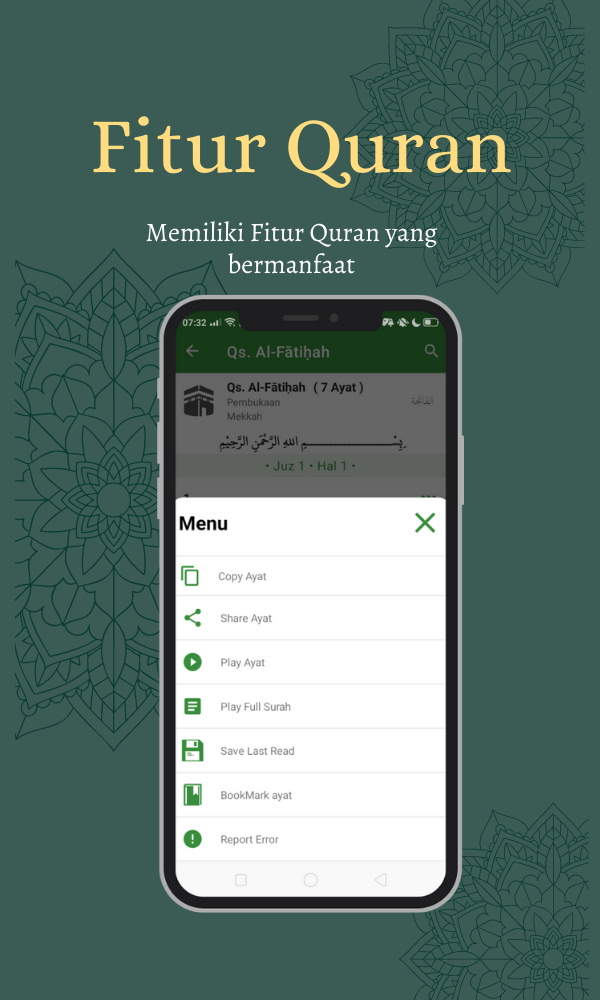 Fitur Quran
Memiliki Fitur Quran yang
bermanfaat
07:32
Qs. Al-Fātiḥah
Qs. Al-Fātiḥah ( 7 Ayat )
Pembukaan
Mekkah
الفاتحة
بِسْمِ اللهِ الرَّحْمٰنِ الرَّحِيْمِ
• Juz 1 • Hal 1 •
Menu
Copy Ayat
Share Ayat
Play Ayat
Play Full Surah
Save Last Read
BookMark ayat
Report Error